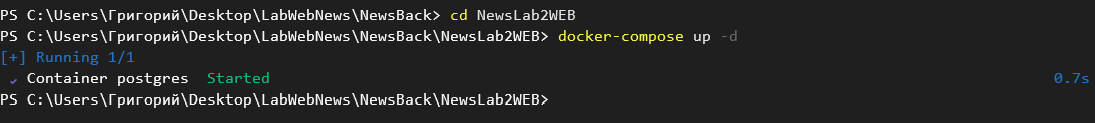 PS C:\Users\Григорий\Desktop\LabWebNews\NewsBack> cd NewsLab2WEB
PS C:\Users\Григорий\Desktop\LabWebNews\NewsBack\NewsLab2WEB> docker-compose up -d
[+] Running 1/1
✔ Container postgres  Started 0.7s
PS C:\Users\Григорий\Desktop\LabWebNews\NewsBack\NewsLab2WEB>